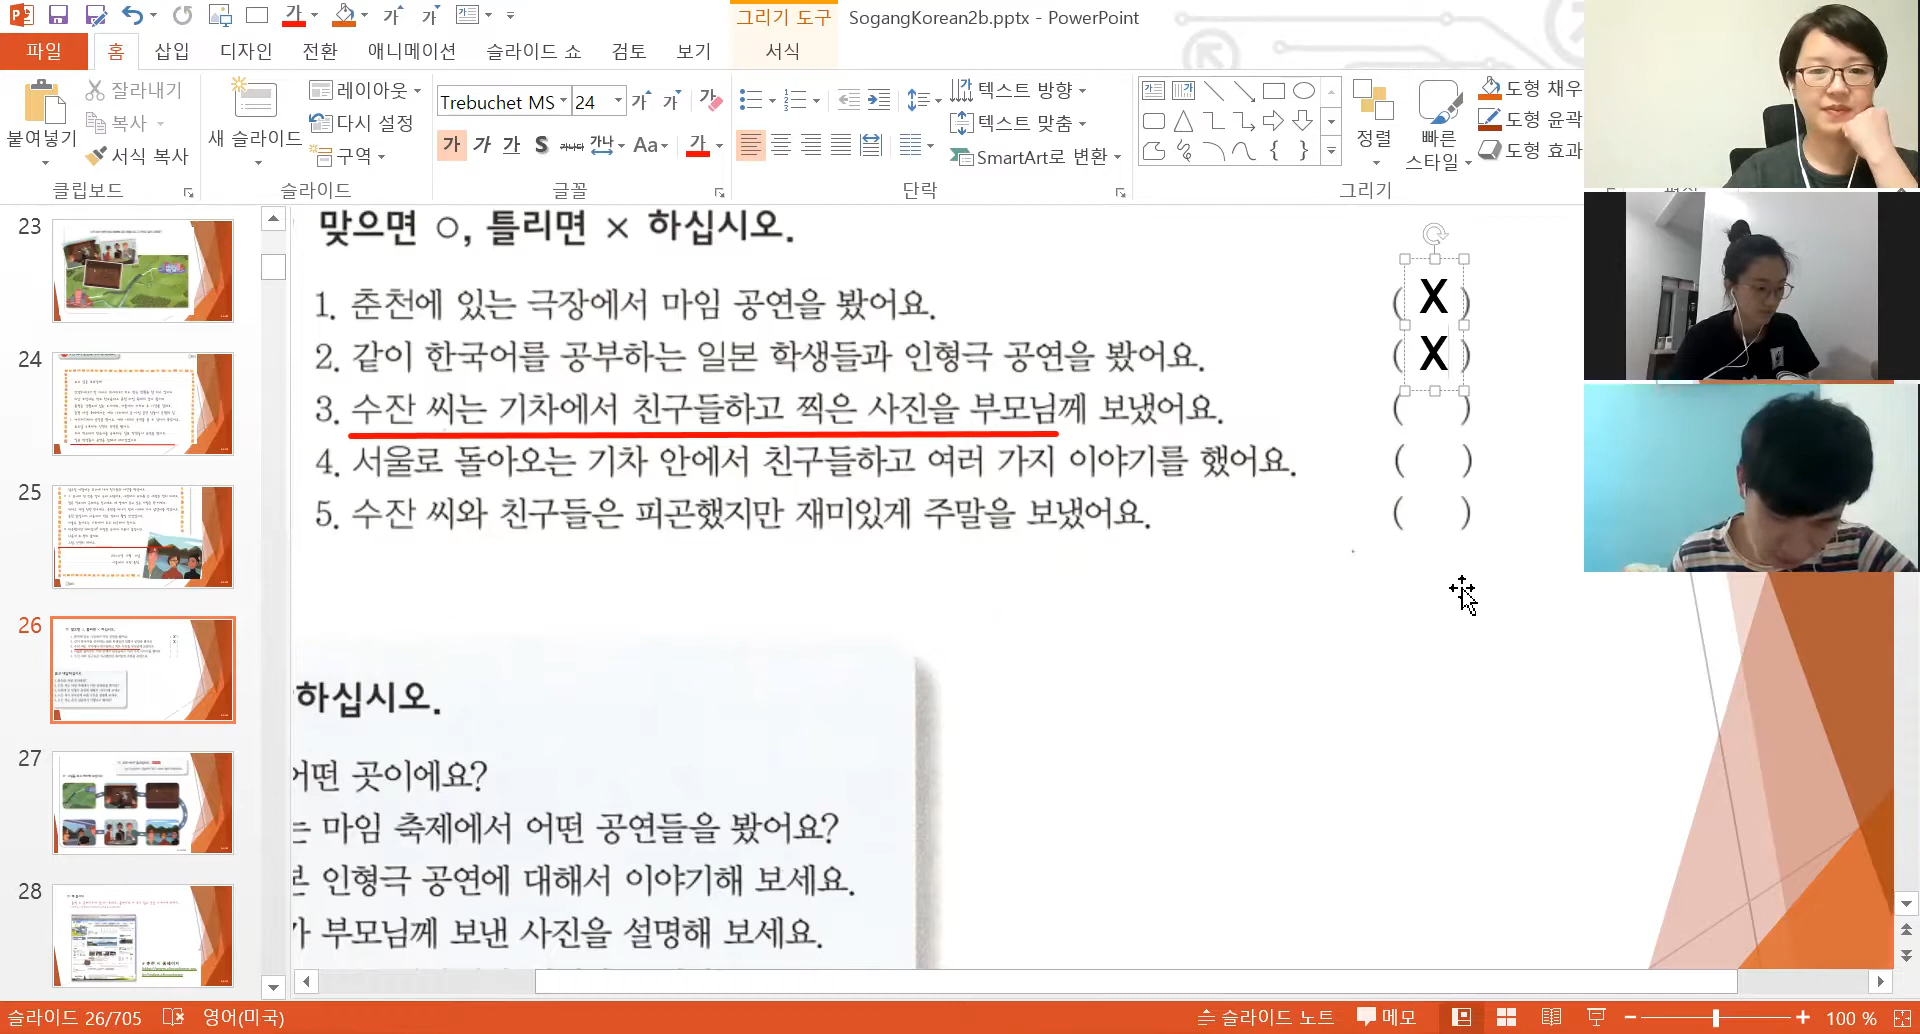 그리기 도구
SogangKorean2b.pptx - PowerPoint
파일 홈 삽입 디자인 전환 애니메이션 슬라이드 쇼 검토 보기 서식
붙여넣기
잘라내기
복사
서식 복사
클립보드
새 슬라이드
레이아웃
다시 설정
구역
슬라이드
Trebuchet MS 24
가 가 가 S 가나 Aa 가
글꼴
텍스트 방향
텍스트 맞춤
SmartArt로 변환
단락
정렬
빠른 스타일
도형 채우
도형 윤곽
도형 효과
그리기
23
24
25
26
27
28
맞으면 ○, 틀리면 × 하십시오.
1. 춘천에 있는 극장에서 마임 공연을 봤어요. ( X )
2. 같이 한국어를 공부하는 일본 학생들과 인형극 공연을 봤어요. ( X )
3. 수잔 씨는 기차에서 친구들하고 찍은 사진을 부모님께 보냈어요. ( )
4. 서울로 돌아오는 기차 안에서 친구들하고 여러 가지 이야기를 했어요. ( )
5. 수잔 씨와 친구들은 피곤했지만 재미있게 주말을 보냈어요. ( )
하십시오.
어떤 곳이에요?
는 마임 축제에서 어떤 공연들을 봤어요?
인형극 공연에 대해서 이야기해 보세요.
가 부모님께 보낸 사진을 설명해 보세요.
슬라이드 26/705 영어(미국) 슬라이드 노트 메모 100 %